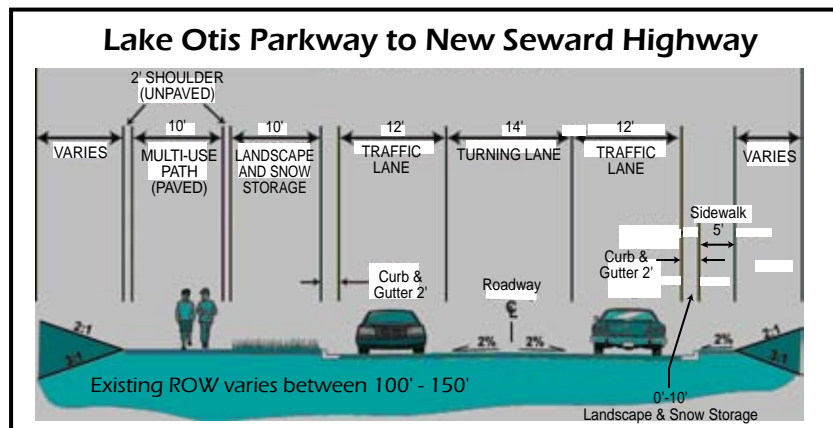 Lake Otis Parkway to New Seward Highway
2' SHOULDER
(UNPAVED)
VARIES
10'
MULTI-USE
PATH
(PAVED)
10'
LANDSCAPE
AND SNOW
STORAGE
12'
TRAFFIC
LANE
14'
TURNING LANE
12'
TRAFFIC
LANE
VARIES
Sidewalk
5'
Curb &
Gutter 2'
Roadway
℄
Curb &
Gutter 2'
2:1
3:1
2%
2%
2%
2:1
3:1
Existing ROW varies between 100' - 150'
0'-10'
Landscape & Snow Storage